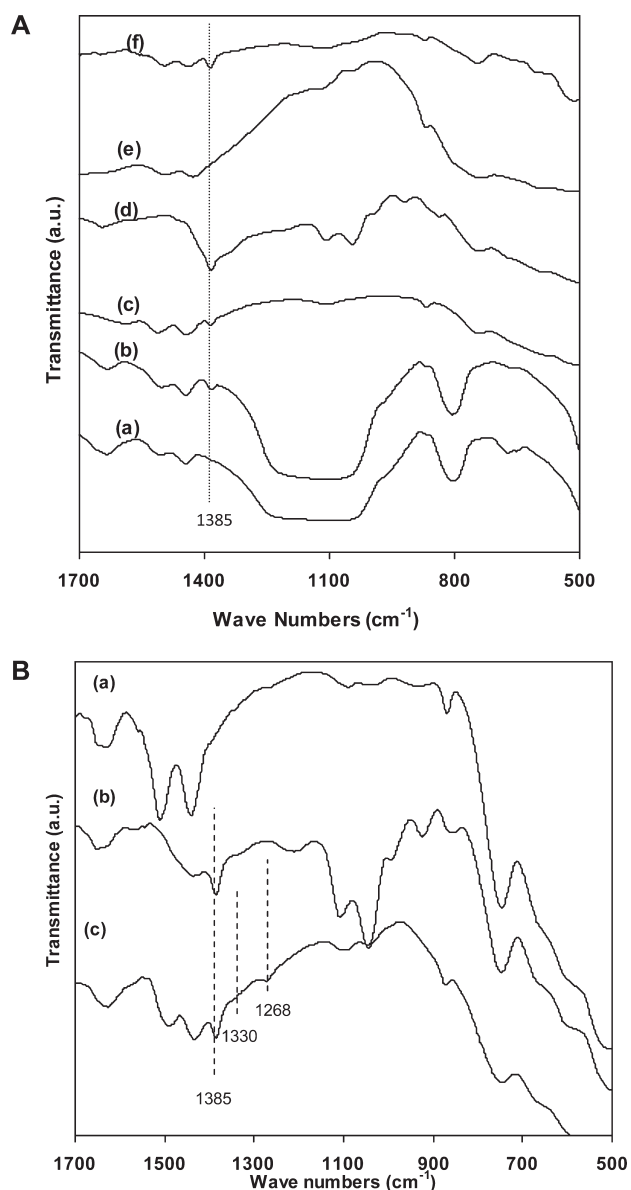 A
(f)
(e)
(d)
(c)
(b)
(a)
1385
Transmittance (a.u.)
1700 1400 1100 800 500
Wave Numbers (cm-1)
B
(a)
(b)
(c)
1268
1330
1385
Transmittance (a.u.)
1700 1500 1300 1100 900 700 500
Wave numbers (cm-1)